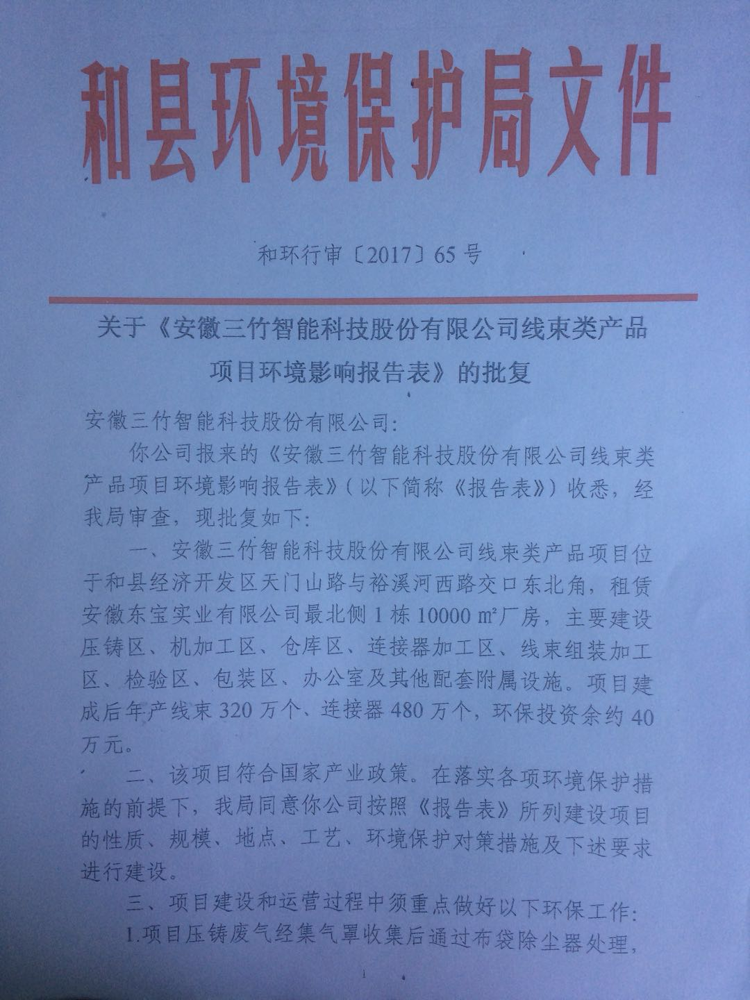 和县环境保护局文件
和环行审〔2017〕65 号
关于《安徽三竹智能科技股份有限公司线束类产品
项目环境影响报告表》的批复
安徽三竹智能科技股份有限公司：
你公司报来的《安徽三竹智能科技股份有限公司线束类
产品项目环境影响报告表》（以下简称《报告表》）收悉，经
我局审查，现批复如下：
一、安徽三竹智能科技股份有限公司线束类产品项目位
于和县经济开发区天门山路与裕溪河西路交口东北角，租赁
安徽东宝实业有限公司最北侧 1 栋 10000 ㎡厂房，主要建设
压铸区、机加工区、仓库区、连接器加工区、线束组装加工
区、检验区、包装区、办公室及其他配套附属设施。项目建
成后年产线束 320 万个、连接器 480 万个，环保投资余约 40
万元。
二、该项目符合国家产业政策。在落实各项环境保护措
施的前提下，我局同意你公司按照《报告表》所列建设项目
的性质、规模、地点、工艺、环境保护对策措施及下述要求
进行建设。
三、项目建设和运营过程中须重点做好以下环保工作：
1.项目压铸废气经集气罩收集后通过布袋除尘器处理，
1